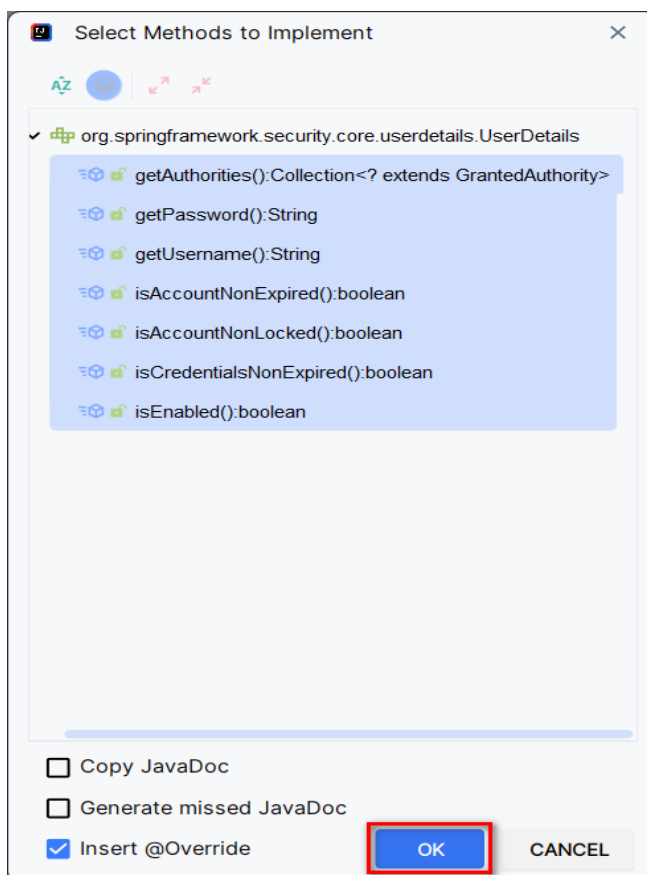 Select Methods to Implement
AZ
org.springframework.security.core.userdetails.UserDetails
getAuthorities():Collection<? extends GrantedAuthority>
getPassword():String
getUsername():String
isAccountNonExpired():boolean
isAccountNonLocked():boolean
isCredentialsNonExpired():boolean
isEnabled():boolean
Copy JavaDoc
Generate missed JavaDoc
Insert @Override
OK CANCEL